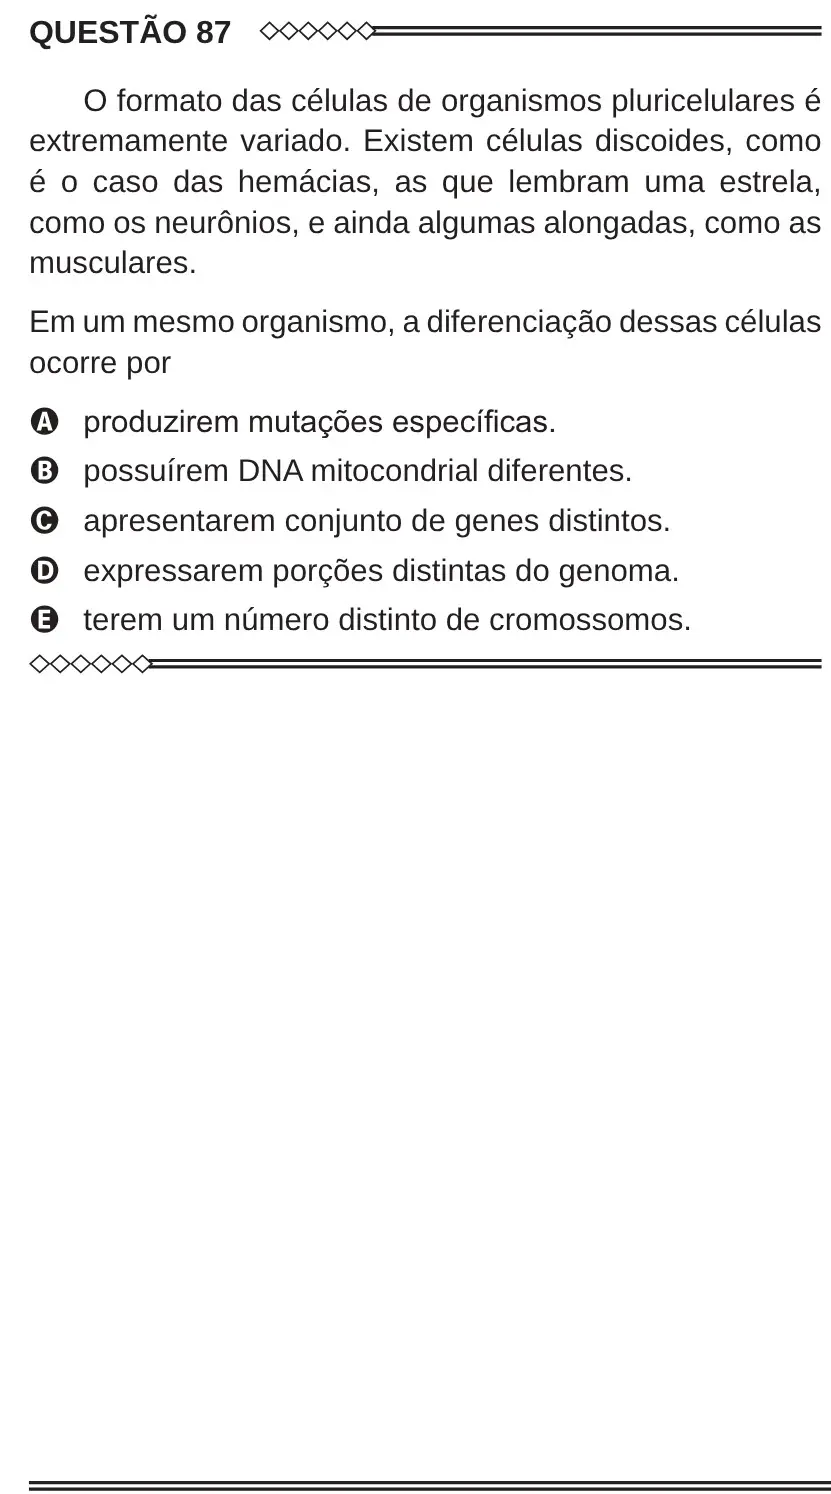 QUESTÃO 87
O formato das células de organismos pluricelulares é
extremamente variado. Existem células discoides, como
é o caso das hemácias, as que lembram uma estrela,
como os neurônios, e ainda algumas alongadas, como as
musculares.
Em um mesmo organismo, a diferenciação dessas células
ocorre por
A produzirem mutações específicas.
B possuírem DNA mitocondrial diferentes.
C apresentarem conjunto de genes distintos.
D expressarem porções distintas do genoma.
E terem um número distinto de cromossomos.